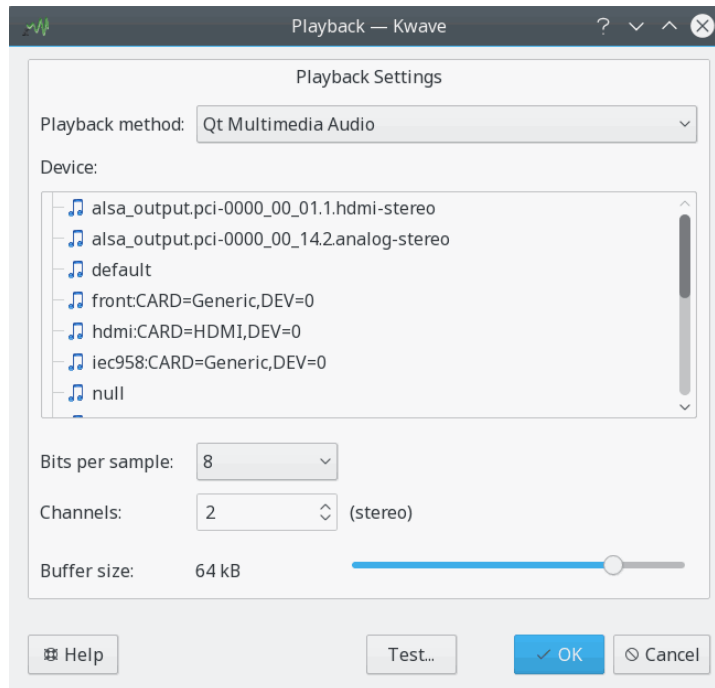 Playback — Kwave
Playback Settings
Playback method: Qt Multimedia Audio
Device:
alsa_output.pci-0000_00_01.1.hdmi-stereo
alsa_output.pci-0000_00_14.2.analog-stereo
default
front:CARD=Generic,DEV=0
hdmi:CARD=HDMI,DEV=0
iec958:CARD=Generic,DEV=0
null
Bits per sample: 8
Channels: 2 (stereo)
Buffer size: 64 kB
Help Test... OK Cancel